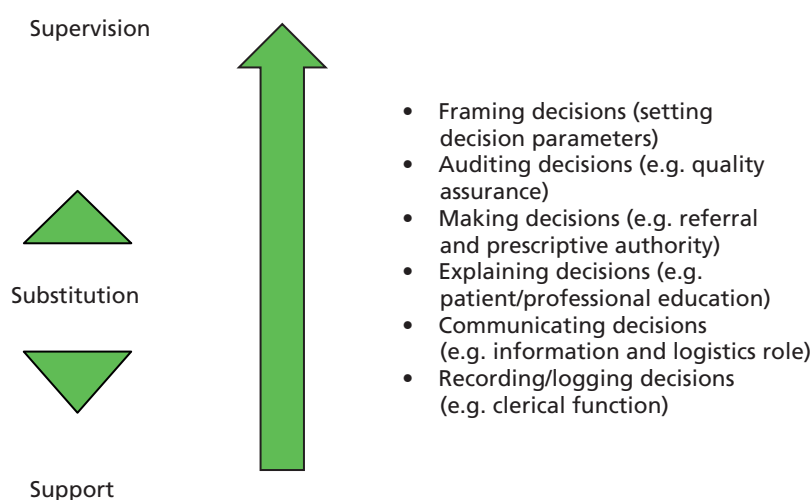 Supervision
Substitution
Support
• Framing decisions (setting
decision parameters)
• Auditing decisions (e.g. quality
assurance)
• Making decisions (e.g. referral
and prescriptive authority)
• Explaining decisions (e.g.
patient/professional education)
• Communicating decisions
(e.g. information and logistics role)
• Recording/logging decisions
(e.g. clerical function)